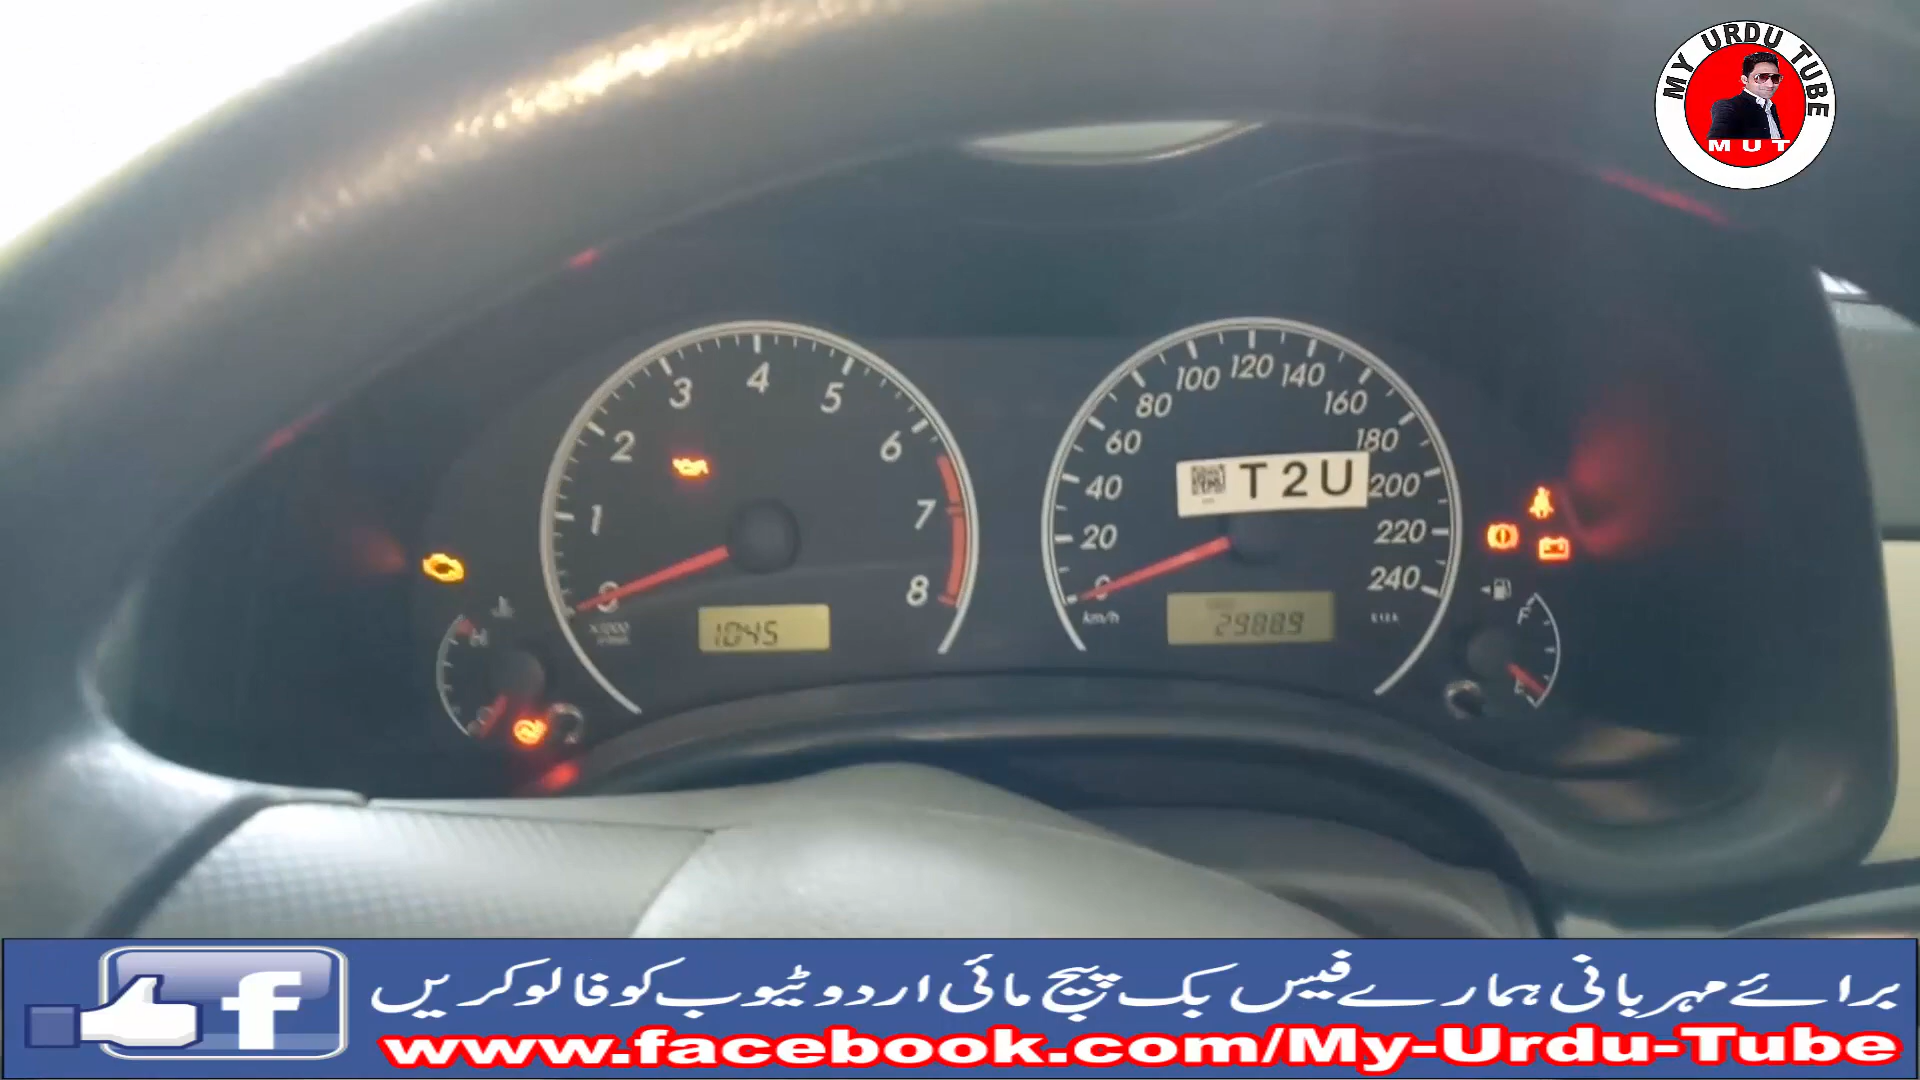 MY URDU TUBE
MUT
1 2 3 4 5 6 7 8
20 40 60 80 100 120 140 160 180 200 220 240
T2U
km/h
H
F
1045
29889
برائے مہربانی ہمارے فیس بک پیج مائی اردو ٹیوب کو فالو کریں
www.facebook.com/My-Urdu-Tube